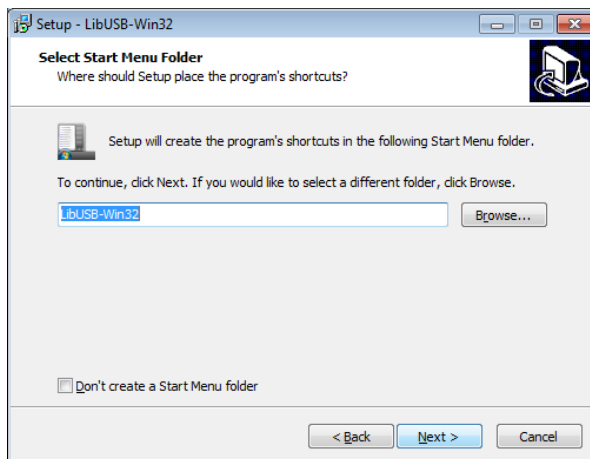 Setup - LibUSB-Win32
Select Start Menu Folder
Where should Setup place the program's shortcuts?
Setup will create the program's shortcuts in the following Start Menu folder.
To continue, click Next. If you would like to select a different folder, click Browse.
LibUSB-Win32
Browse...
Don't create a Start Menu folder
< Back
Next >
Cancel